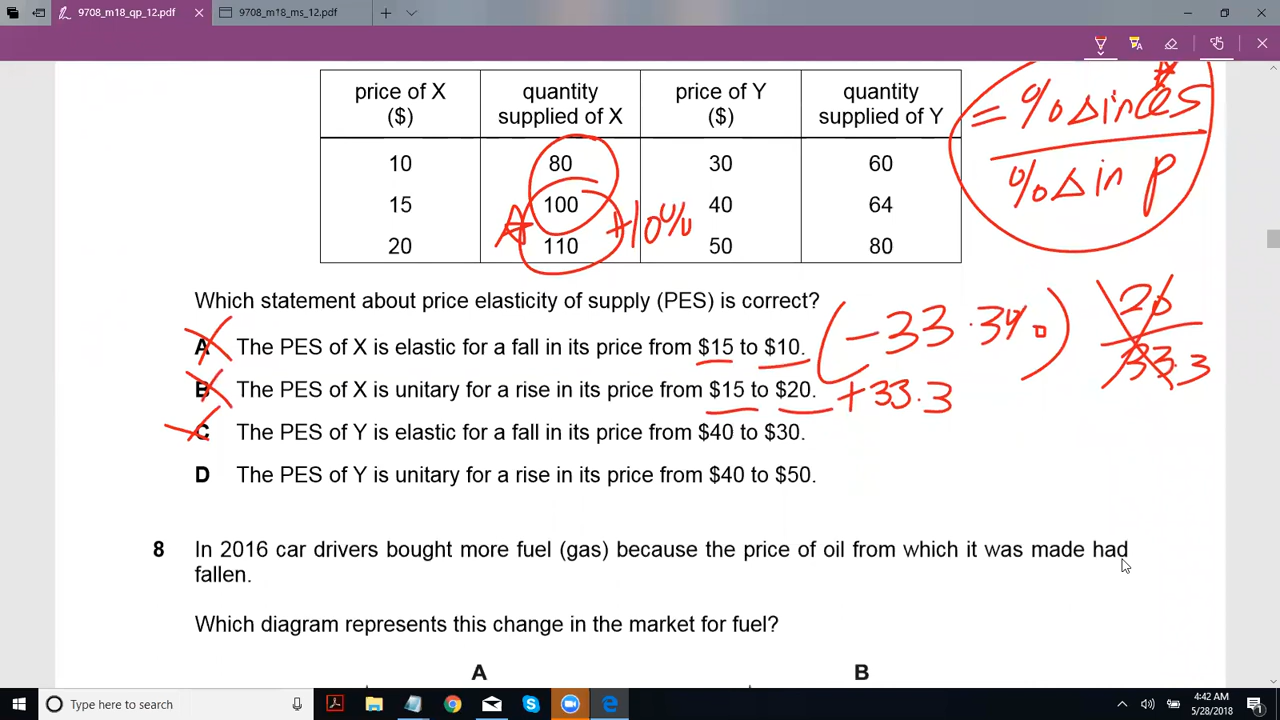 9708_m18_qp_12.pdf
9708_m18_ms_12.pdf
price of X ($) quantity supplied of X price of Y ($) quantity supplied of Y
10 80 30 60
15 100 40 64
20 110 50 80
+10%
= %Δ in QS
%Δ in P
Which statement about price elasticity of supply (PES) is correct?
A The PES of X is elastic for a fall in its price from $15 to $10.
(-33.3%)
20
33.3
B The PES of X is unitary for a rise in its price from $15 to $20.
+33.3
C The PES of Y is elastic for a fall in its price from $40 to $30.
D The PES of Y is unitary for a rise in its price from $40 to $50.
8 In 2016 car drivers bought more fuel (gas) because the price of oil from which it was made had
fallen.
Which diagram represents this change in the market for fuel?
A B
Type here to search
4:42 AM
5/28/2018